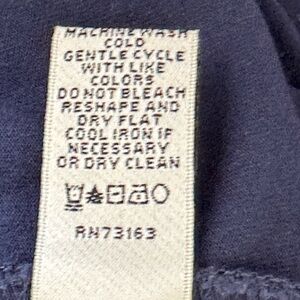 MACHINE WASH
COLD
GENTLE CYCLE
WITH LIKE
COLORS
DO NOT BLEACH
RESHAPE AND
DRY FLAT
COOL IRON IF
NECESSARY
OR DRY CLEAN
RN73163